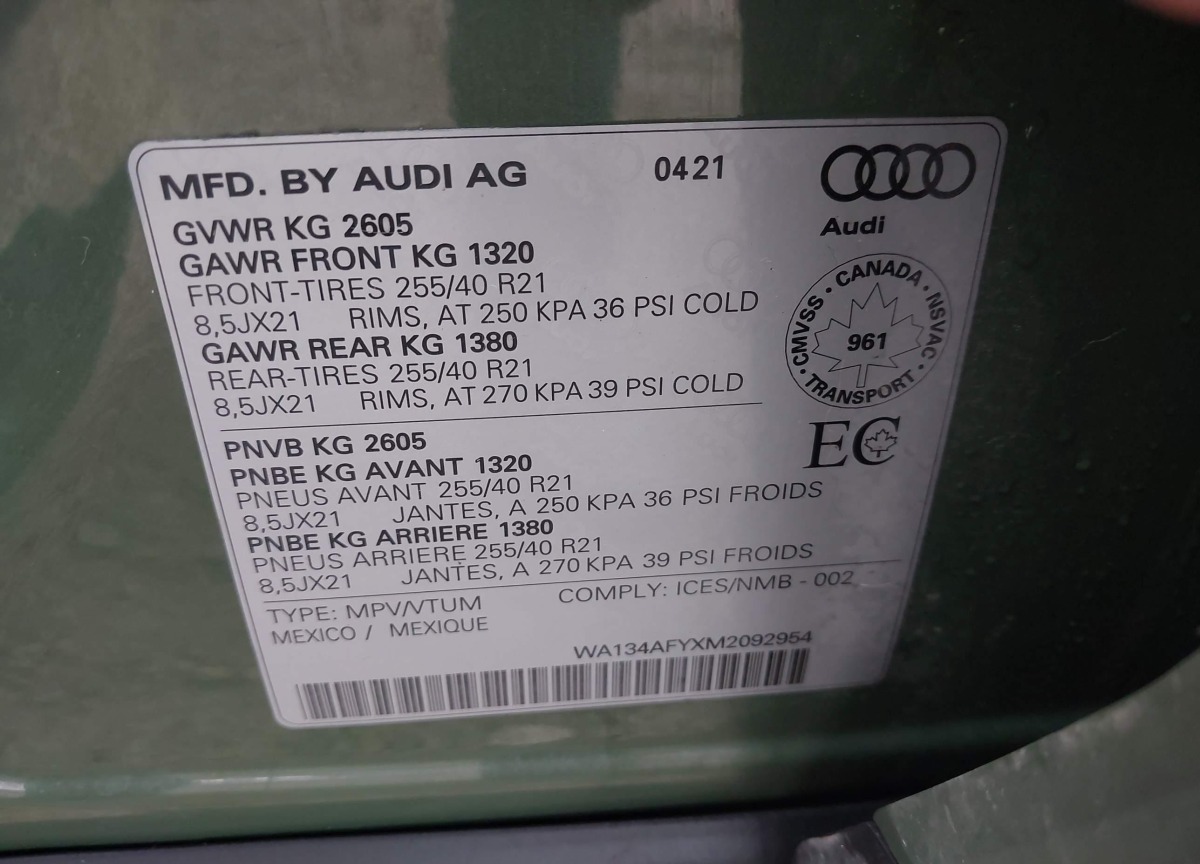 MFD. BY AUDI AG 0421
Audi
GVWR KG 2605
GAWR FRONT KG 1320
FRONT-TIRES 255/40 R21
8,5JX21 RIMS, AT 250 KPA 36 PSI COLD
GAWR REAR KG 1380
REAR-TIRES 255/40 R21
8,5JX21 RIMS, AT 270 KPA 39 PSI COLD
CMVSS · CANADA · NSVAC · TRANSPORT ·
961
EC
PNVB KG 2605
PNBE KG AVANT 1320
PNEUS AVANT 255/40 R21
8,5JX21 JANTES, A 250 KPA 36 PSI FROIDS
PNBE KG ARRIERE 1380
PNEUS ARRIERE 255/40 R21
8,5JX21 JANTES, A 270 KPA 39 PSI FROIDS
TYPE: MPV/VTUM COMPLY: ICES/NMB - 002
MEXICO / MEXIQUE
WA134AFYXM2092954